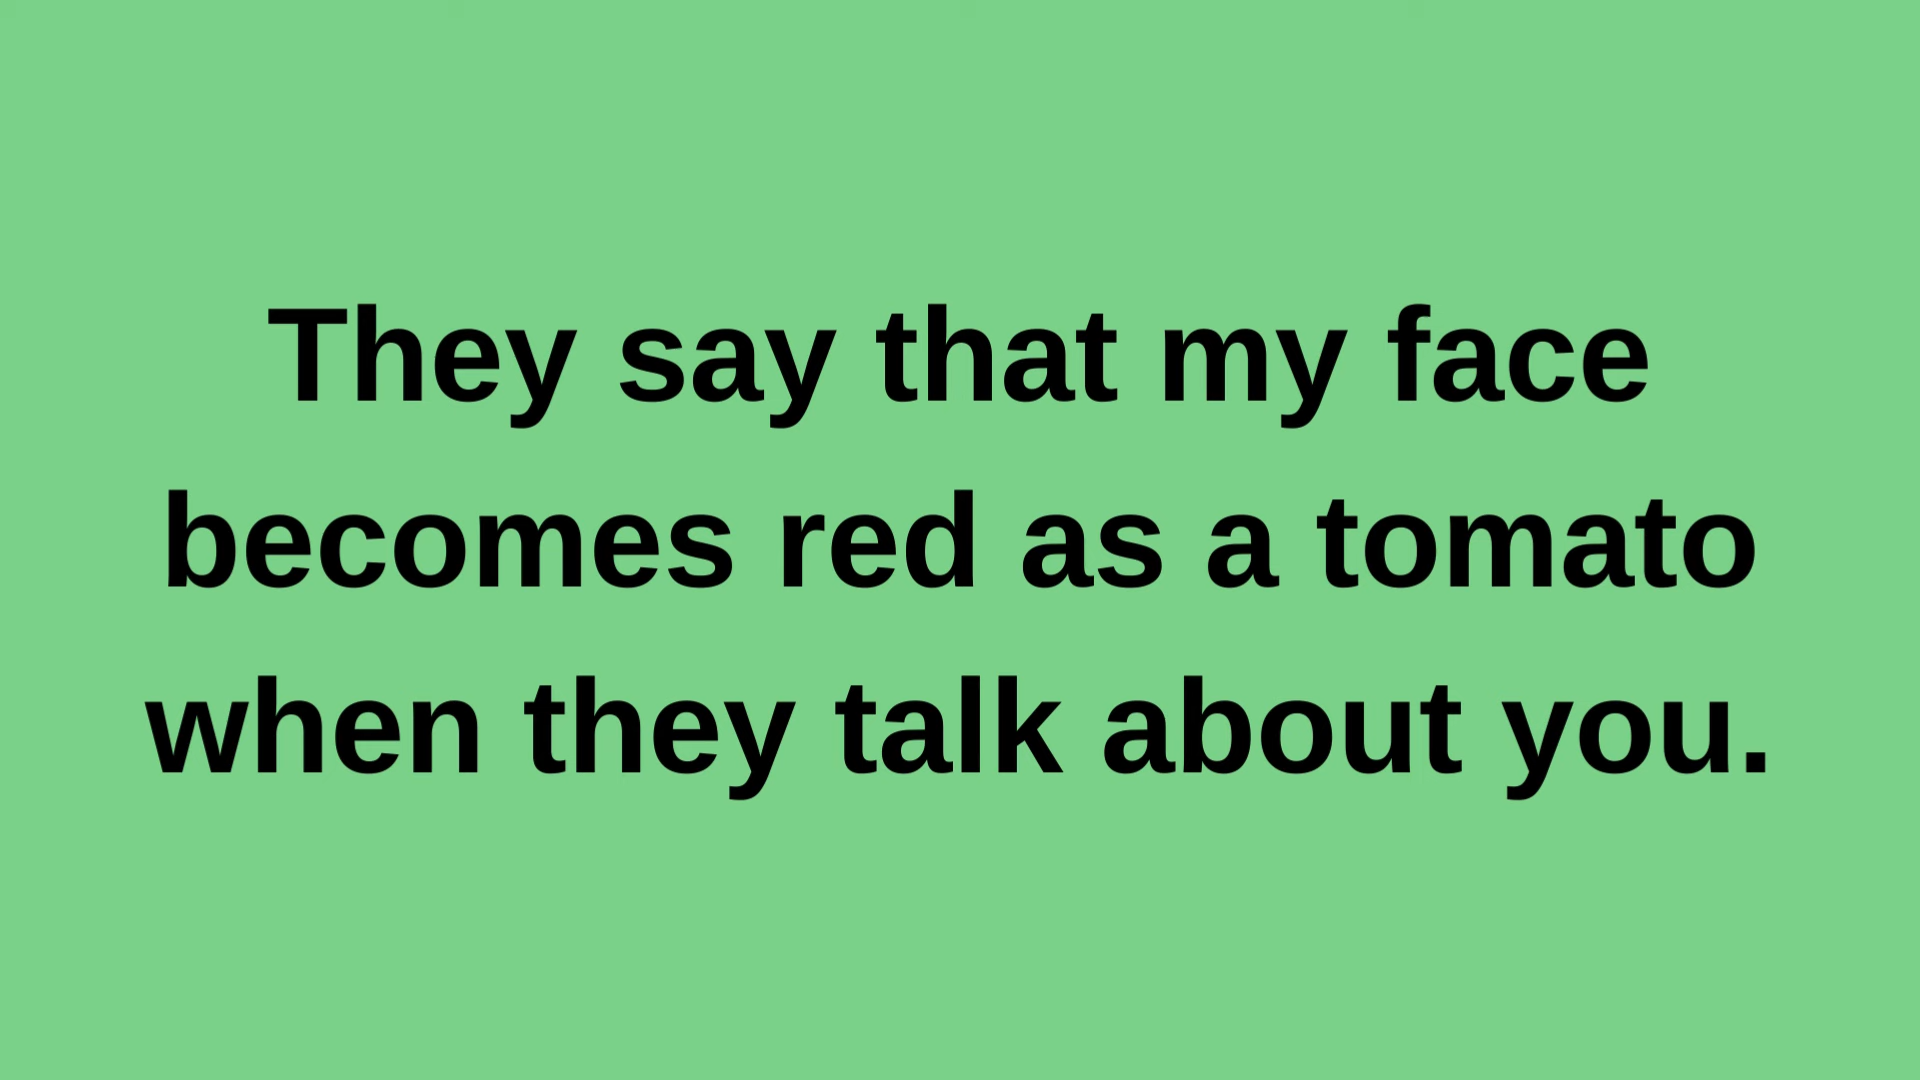 They say that my face
becomes red as a tomato
when they talk about you.